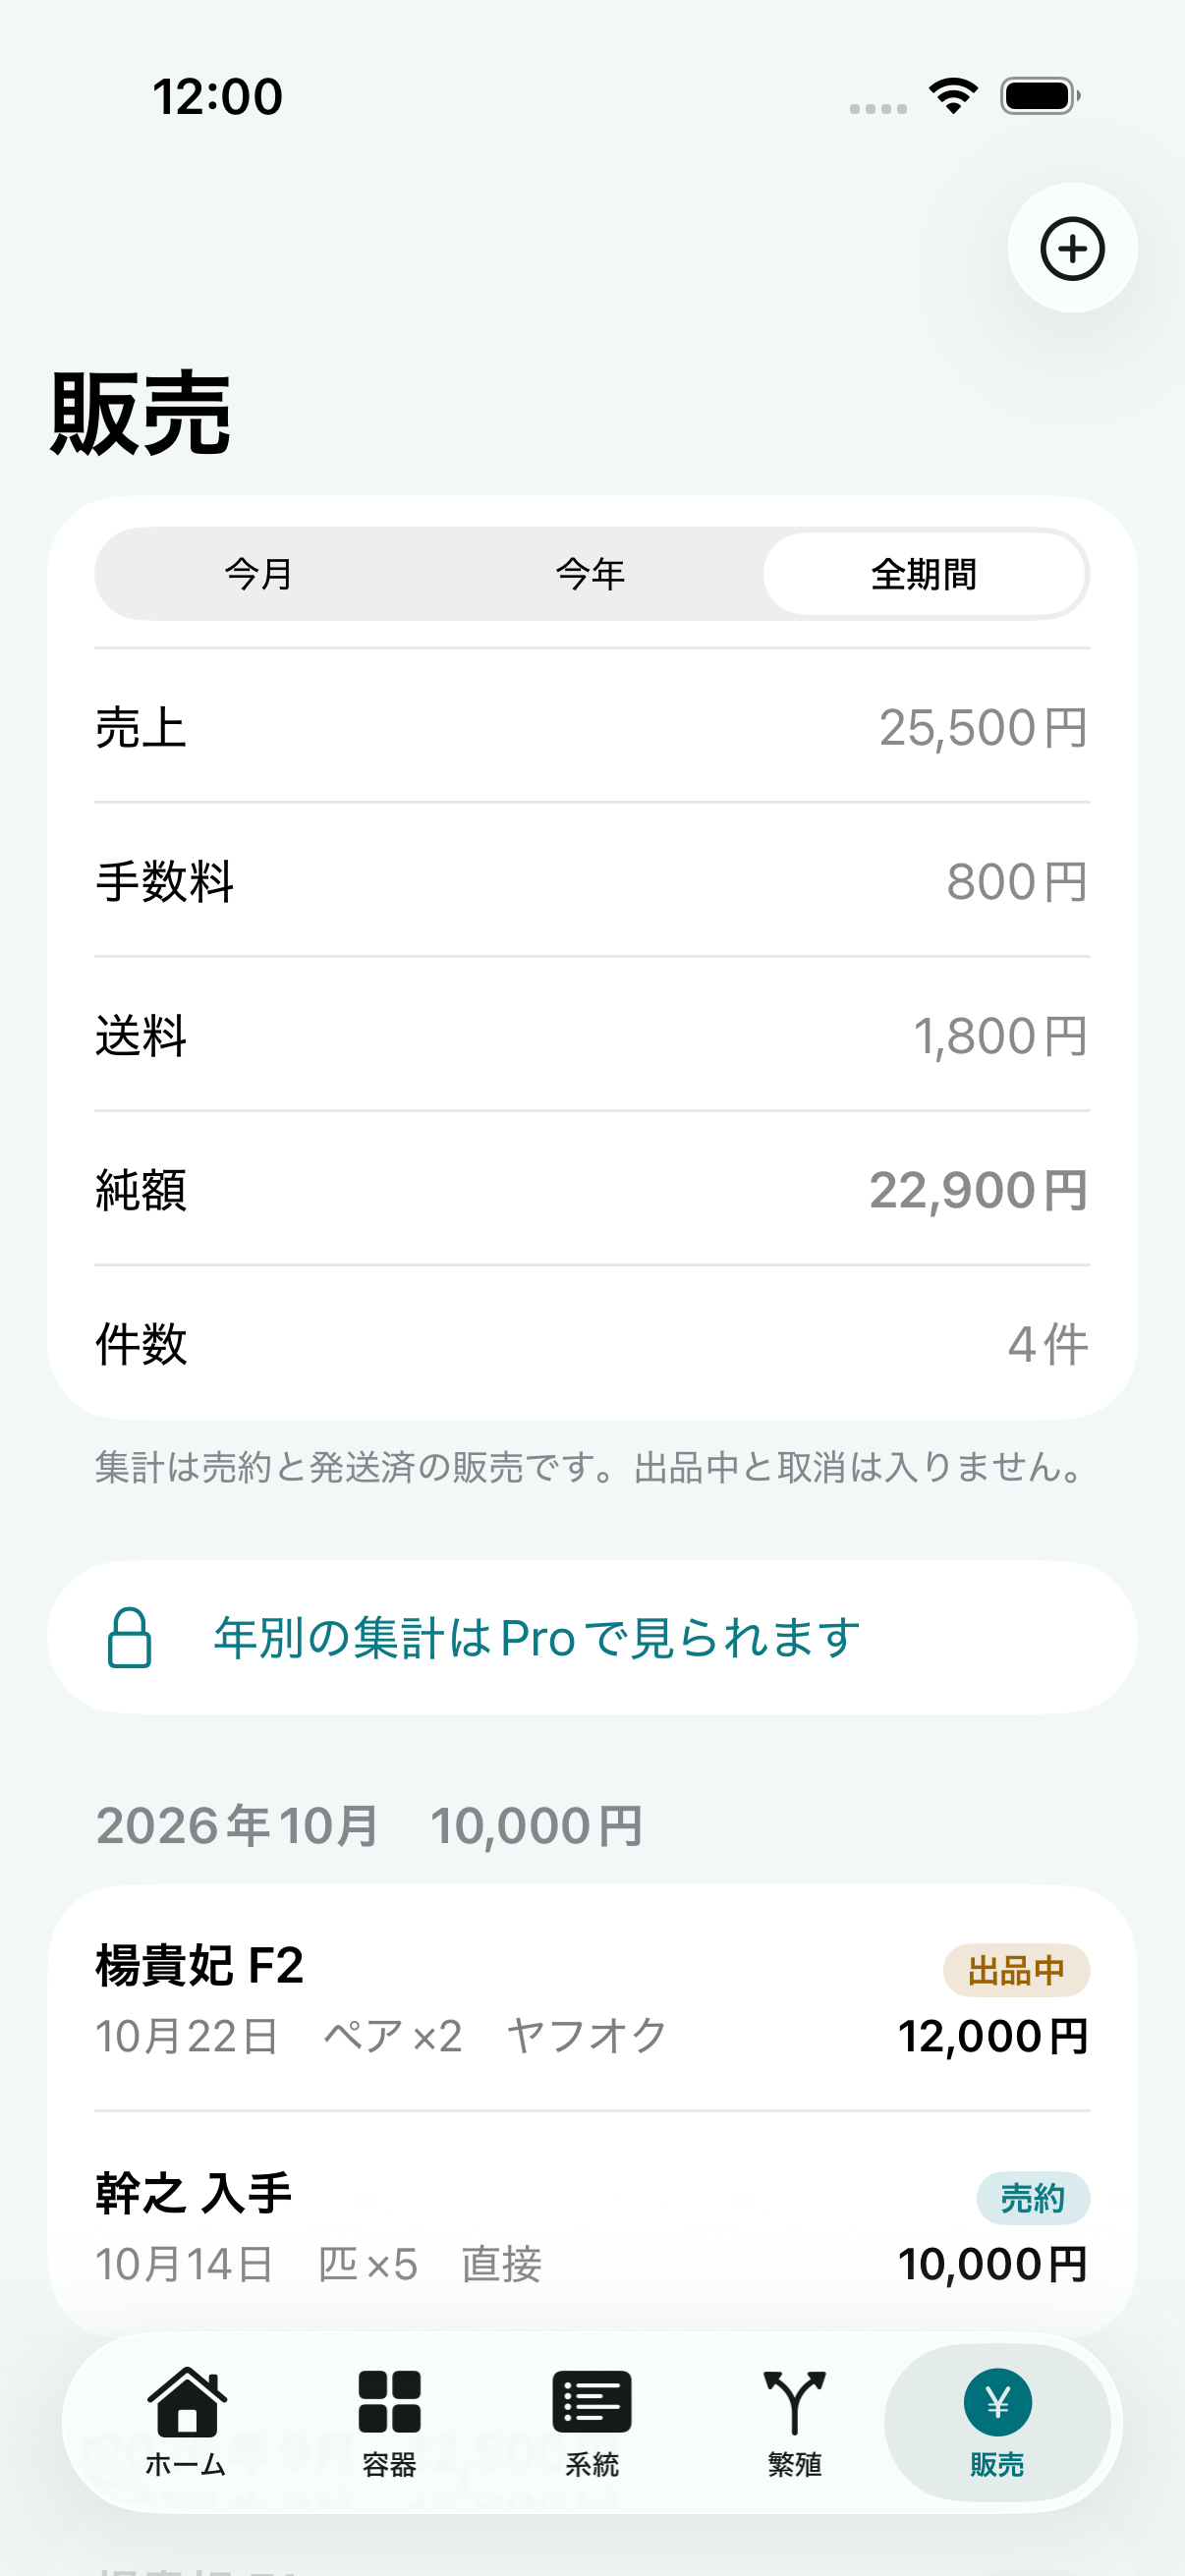 12:00
販売
今月 今年 全期間
売上 25,500円
手数料 800円
送料 1,800円
純額 22,900円
件数 4件
集計は売約と発送済の販売です。出品中と取消は入りません。
年別の集計はProで見られます
2026年10月 10,000円
楊貴妃 F2 出品中
10月22日 ペア×2 ヤフオク 12,000円
幹之 入手 売約
10月14日 匹×5 直接 10,000円
ホーム 容器 系統 繁殖 販売